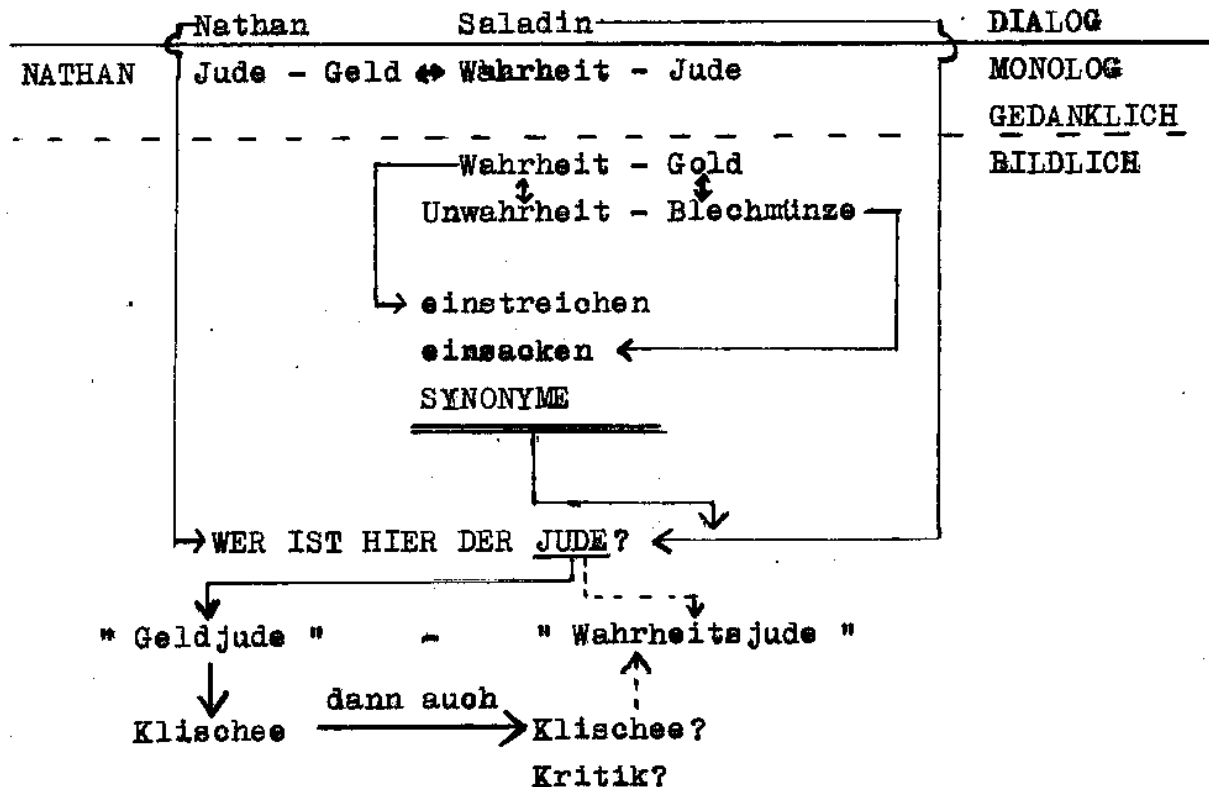 Nathan Saladin DIALOG
NATHAN Jude - Geld ↔ Wahrheit - Jude MONOLOG
GEDANKLICH
Wahrheit - Gold BILDLICH
Unwahrheit - Blechmünze
einstreichen
einsacken
SYNONYME
WER IST HIER DER JUDE?
" Geldjude " - " Wahrheitsjude "
dann auch
Klischee Klischee?
Kritik?